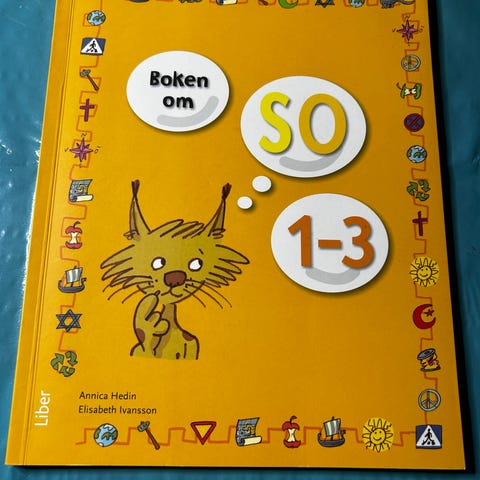 Boken
om
SO
1-3
Annica Hedin
Elisabeth Ivansson
Liber